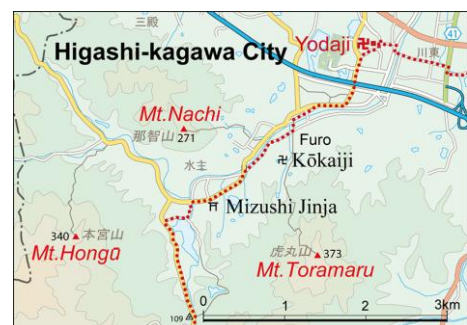 三殿
川東
41
Higashi-kagawa City
Yodaji
卍
Mt.Nachi
那智山 271
水主
Furo
卍 Kōkaiji
Mizushi Jinja
340 本宮山
Mt.Hongū
虎丸山 373
Mt.Toramaru
109
0 1 2 3km